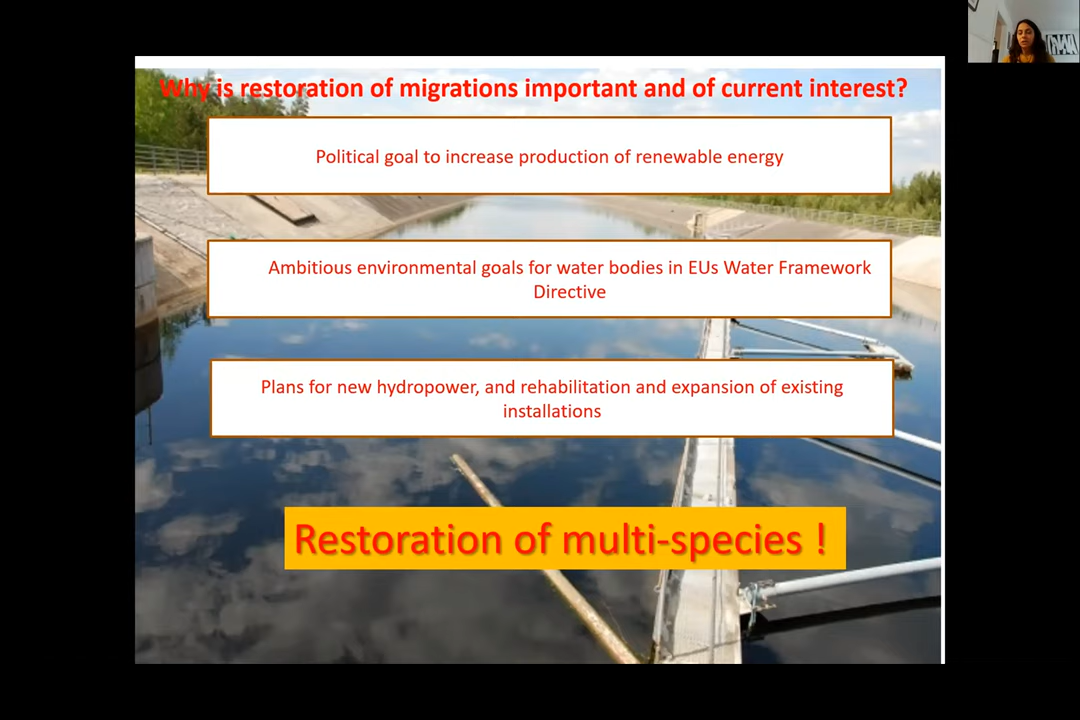 Why is restoration of migrations important and of current interest?
Political goal to increase production of renewable energy
Ambitious environmental goals for water bodies in EUs Water Framework
Directive
Plans for new hydropower, and rehabilitation and expansion of existing
installations
Restoration of multi-species !